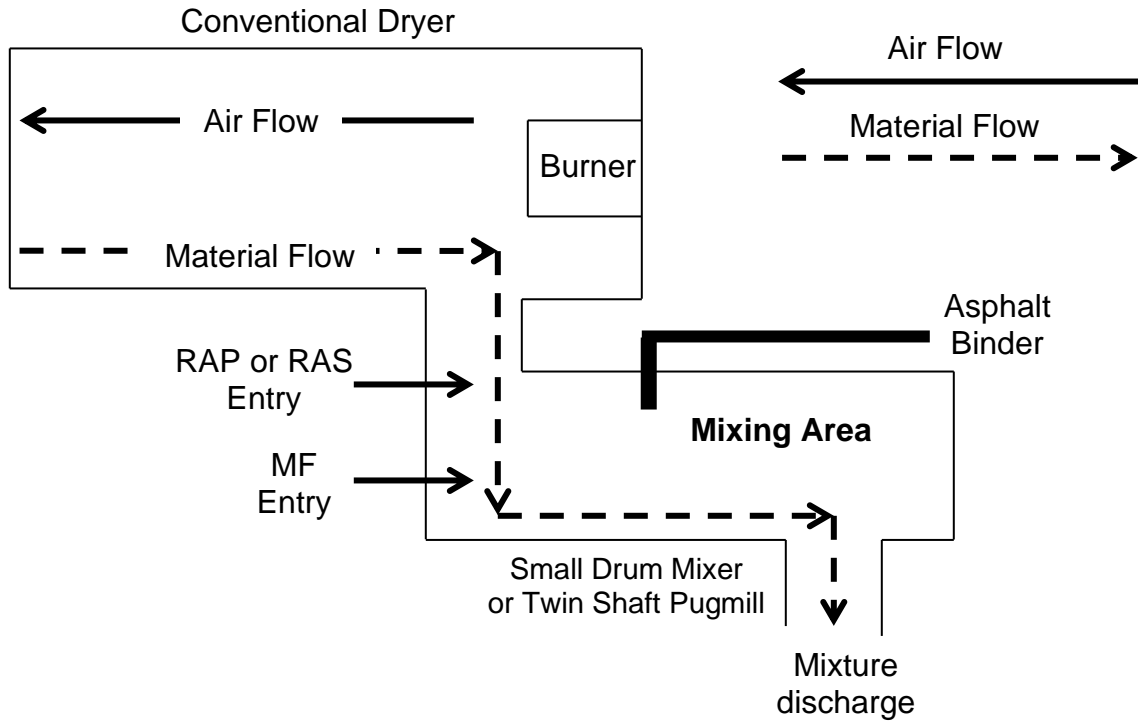 Conventional Dryer
Air Flow
Air Flow
Material Flow
Burner
Material Flow
Asphalt
Binder
RAP or RAS
Entry
Mixing Area
MF
Entry
Small Drum Mixer
or Twin Shaft Pugmill
Mixture
discharge